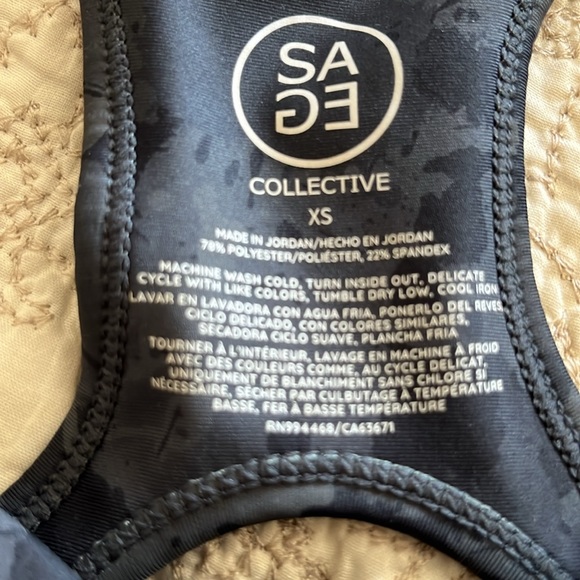 SA
GE
COLLECTIVE
XS
MADE IN JORDAN/HECHO EN JORDAN
78% POLYESTER/POLIÉSTER, 22% SPANDEX
MACHINE WASH COLD, TURN INSIDE OUT, DELICATE
CYCLE WITH LIKE COLORS, TUMBLE DRY LOW, COOL IRON
LAVAR EN LAVADORA CON AGUA FRIA, PONERLO DEL REVES,
CICLO DELICADO, CON COLORES SIMILARES,
SECADORA CICLO SUAVE, PLANCHA FRIA
TOURNER À L'INTÉRIEUR, LAVAGE EN MACHINE À FROID
AVEC DES COULEURS COMME, AU CYCLE DELICAT,
UNIQUEMENT DE BLANCHIMENT SANS CHLORE SI
NÉCESSAIRE, SÉCHER PAR CULBUTAGE À TEMPÉRATURE
BASSE, FER À BASSE TEMPÉRATURE
RN994468/CA63671